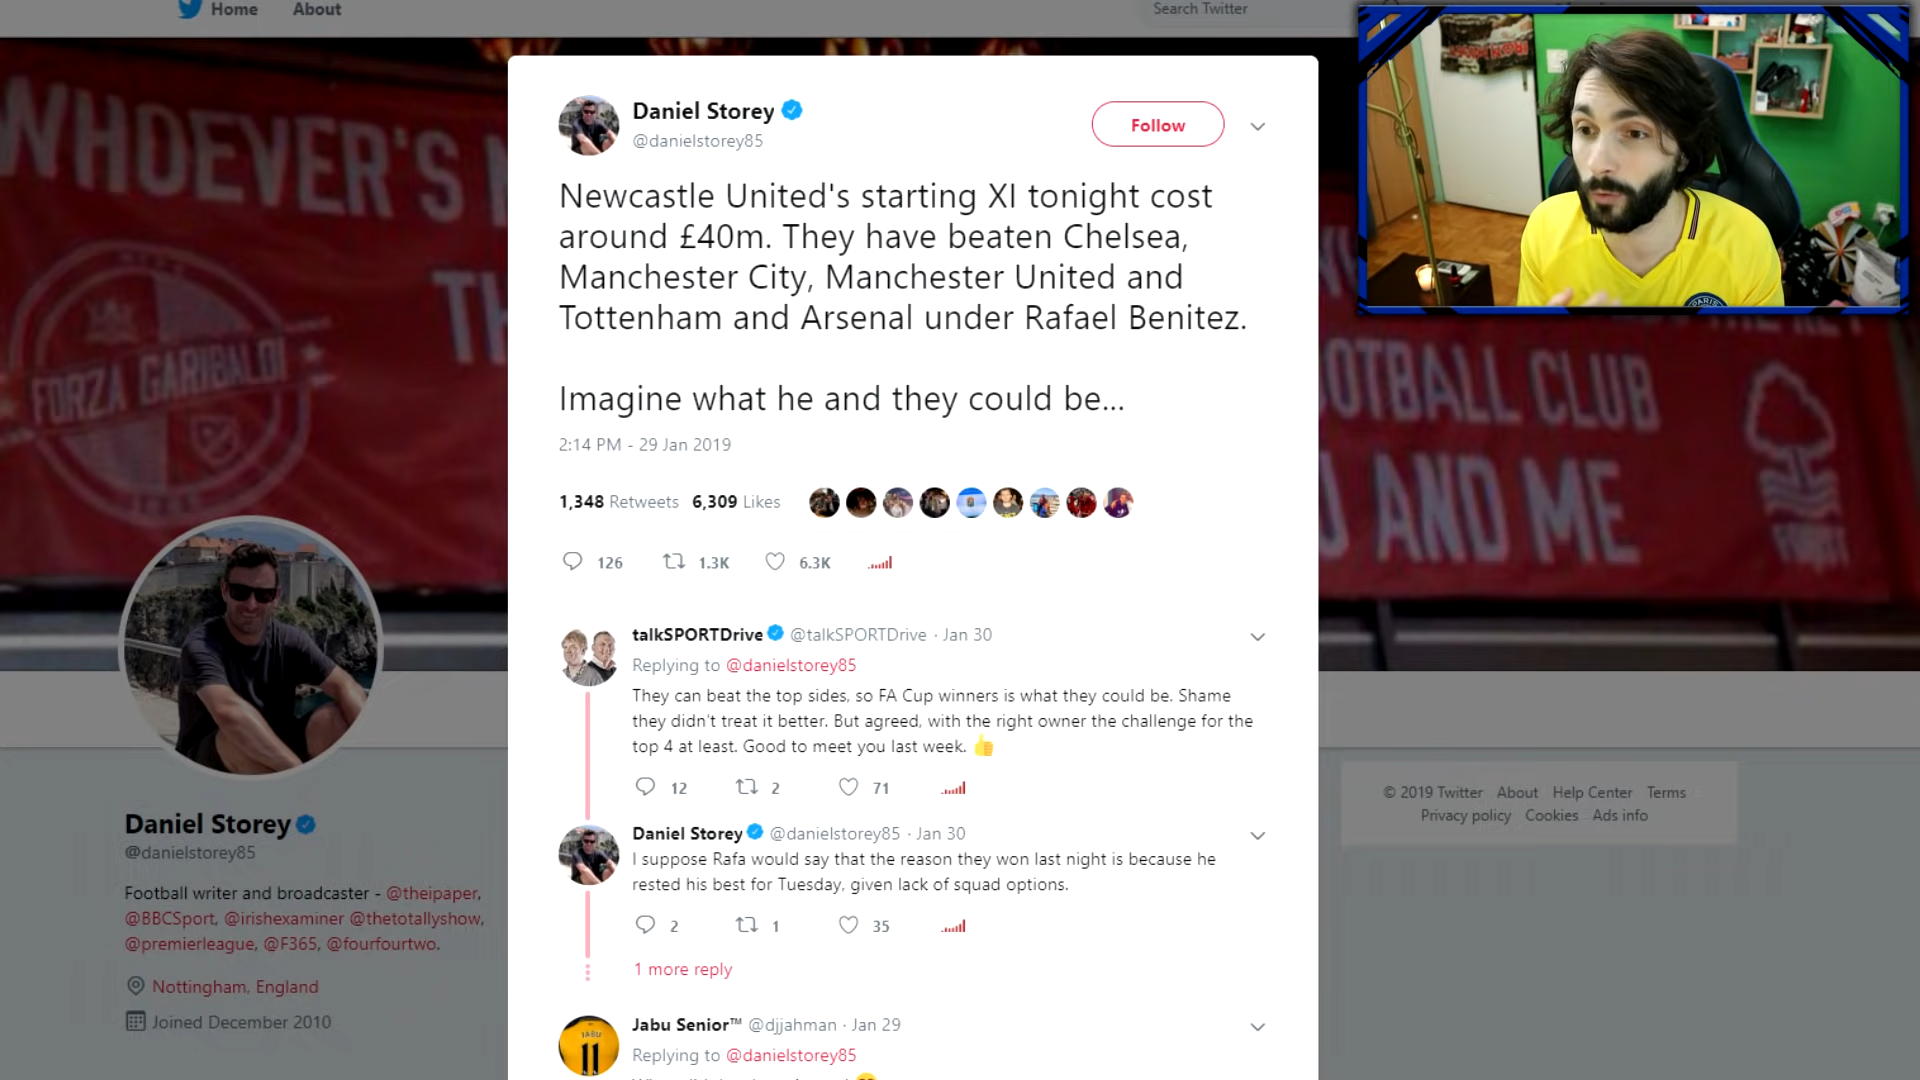 Home About
Search Twitter
WHOEVER'S
FORZA GARIBALDI
OTBALL CLUB
AND ME
Daniel Storey
@danielstorey85
Follow
Newcastle United's starting XI tonight cost
around £40m. They have beaten Chelsea,
Manchester City, Manchester United and
Tottenham and Arsenal under Rafael Benitez.
Imagine what he and they could be...
2:14 PM - 29 Jan 2019
1,348 Retweets 6,309 Likes
126 1.3K 6.3K
talkSPORTDrive @talkSPORTDrive · Jan 30
Replying to @danielstorey85
They can beat the top sides, so FA Cup winners is what they could be. Shame
they didn't treat it better. But agreed, with the right owner the challenge for the
top 4 at least. Good to meet you last week. 👍
12 2 71
Daniel Storey @danielstorey85 · Jan 30
I suppose Rafa would say that the reason they won last night is because he
rested his best for Tuesday, given lack of squad options.
2 1 35
1 more reply
Jabu Senior™ @djjahman · Jan 29
Replying to @danielstorey85
JABU
11
Daniel Storey
@danielstorey85
Football writer and broadcaster - @theipaper,
@BBCSport, @irishexaminer @thetotallyshow,
@premierleague, @F365, @fourfourtwo.
Nottingham, England
Joined December 2010
© 2019 Twitter About Help Center Terms
Privacy policy Cookies Ads info
PARIS